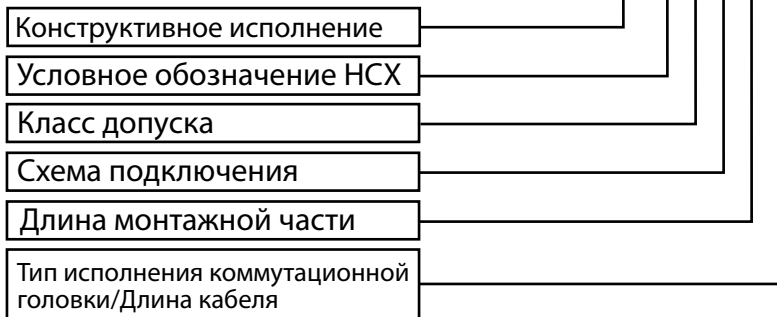 Конструктивное исполнение
Условное обозначение НСХ
Класс допуска
Схема подключения
Длина монтажной части
Тип исполнения коммутационной
головки/Длина кабеля